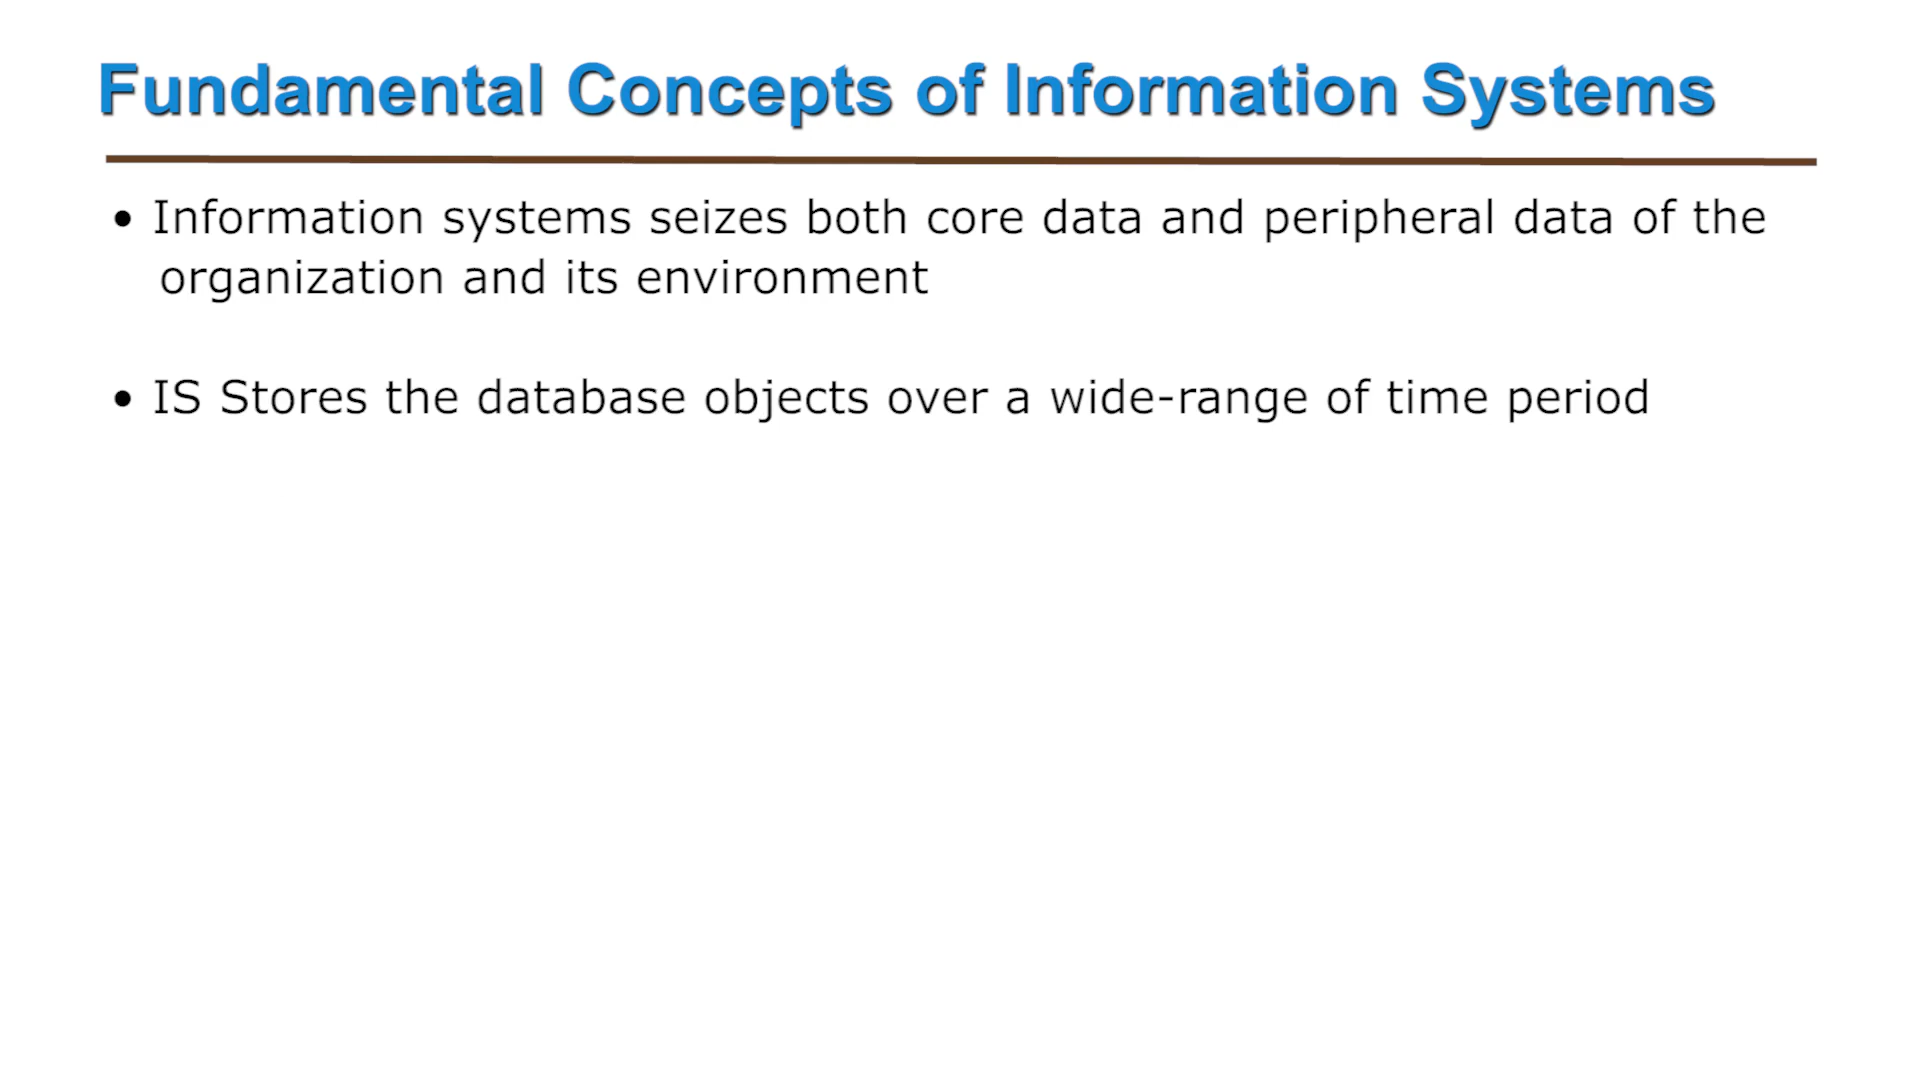 Fundamental Concepts of Information Systems
• Information systems seizes both core data and peripheral data of the
organization and its environment
• IS Stores the database objects over a wide-range of time period